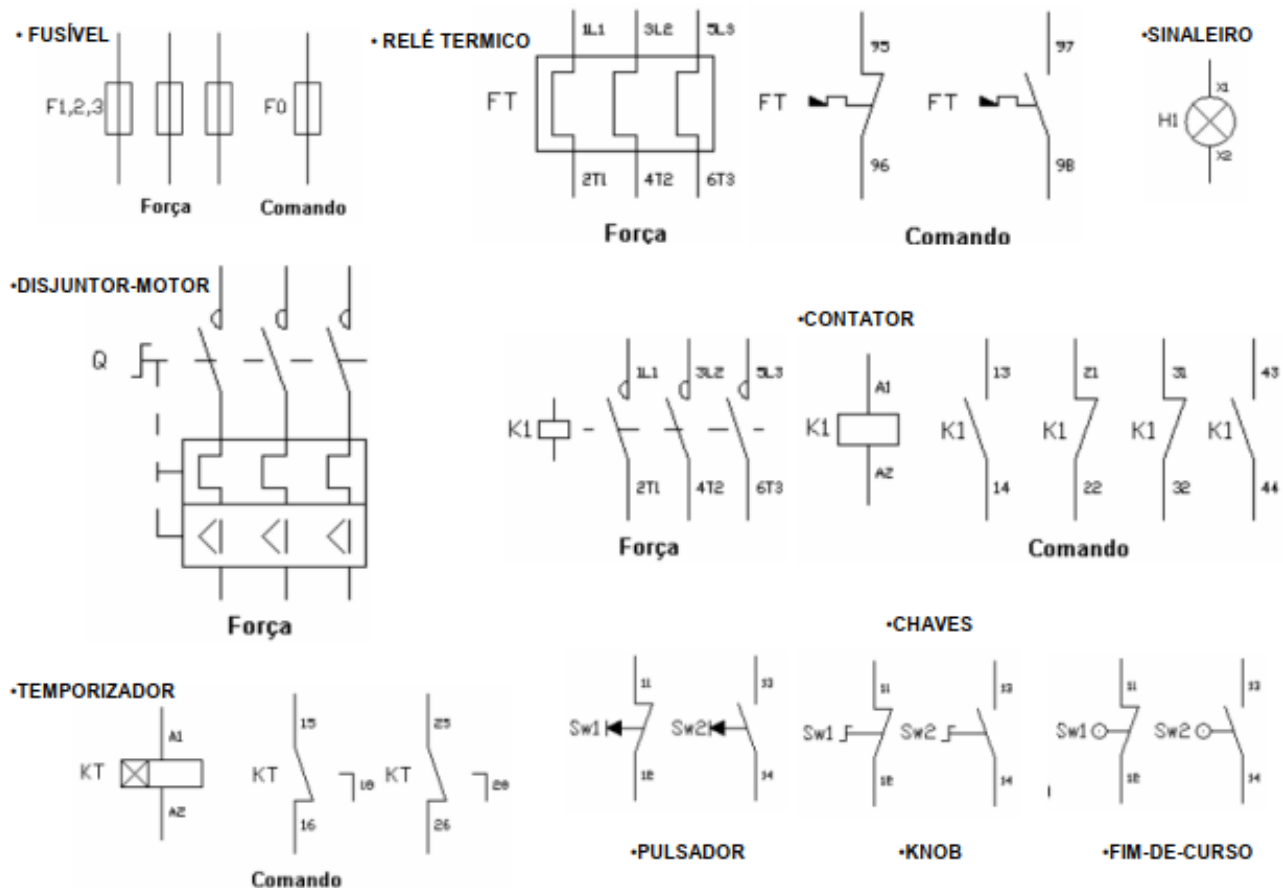 • FUSÍVEL
F1,2,3
F0
Força
Comando
• RELÉ TERMICO
1L1
3L2
5L3
FT
2T1
4T2
6T3
Força
95
97
FT
FT
96
98
Comando
•SINALEIRO
X1
H1
X2
•DISJUNTOR-MOTOR
Q
Força
•CONTATOR
1L1
3L2
5L3
K1
2T1
4T2
6T3
Força
A1
13
21
31
43
K1
K1
K1
K1
K1
A2
14
22
32
44
Comando
•TEMPORIZADOR
A1
15
25
KT
KT
18
KT
28
A2
16
26
Comando
•CHAVES
11
13
Sw1
Sw2
12
14
•PULSADOR
11
13
Sw1
Sw2
12
14
•KNOB
11
13
Sw1
Sw2
12
14
•FIM-DE-CURSO